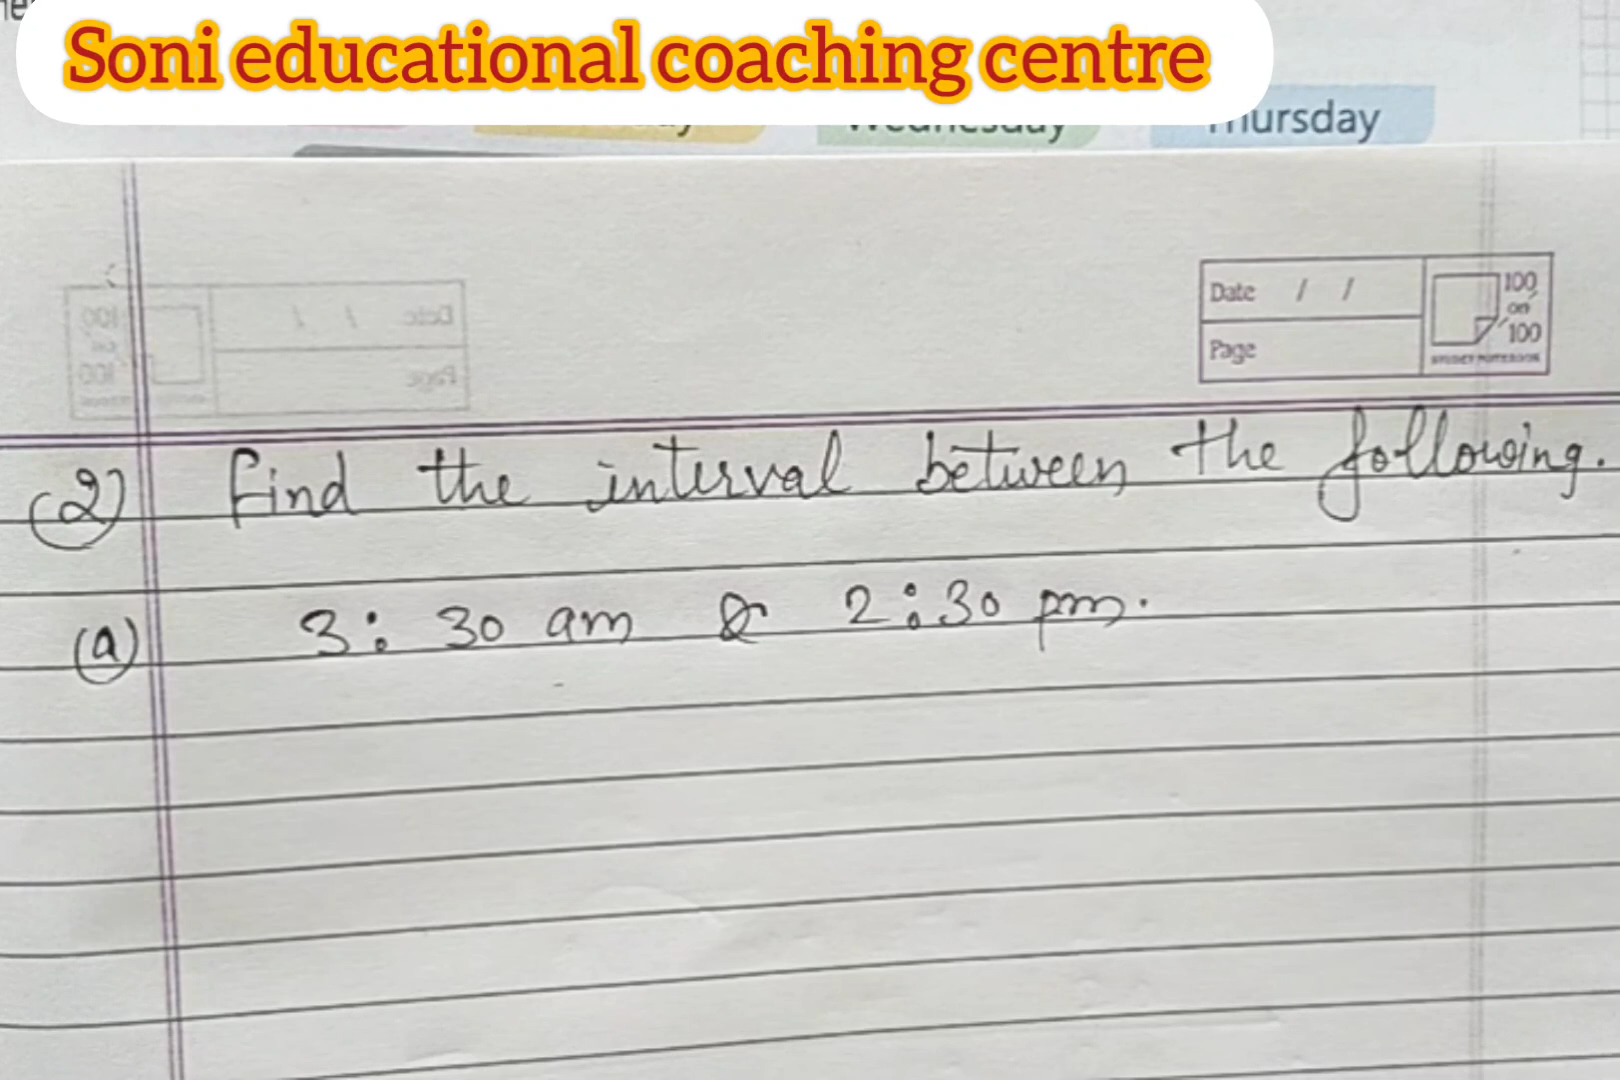 Soni educational coaching centre
Thursday
Date / /
100
on
100
Page
(2) Find the interval between the following.
(a) 3:30 am & 2:30 pm.